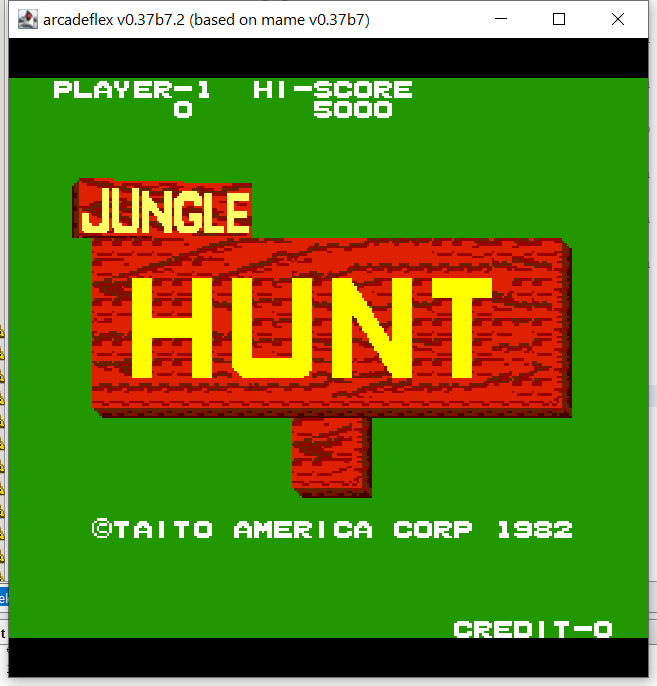 arcadeflex v0.37b7.2 (based on mame v0.37b7)
PLAYER-1 HI-SCORE
0 5000
JUNGLE
HUNT
©TAITO AMERICA CORP 1982
CREDIT-0